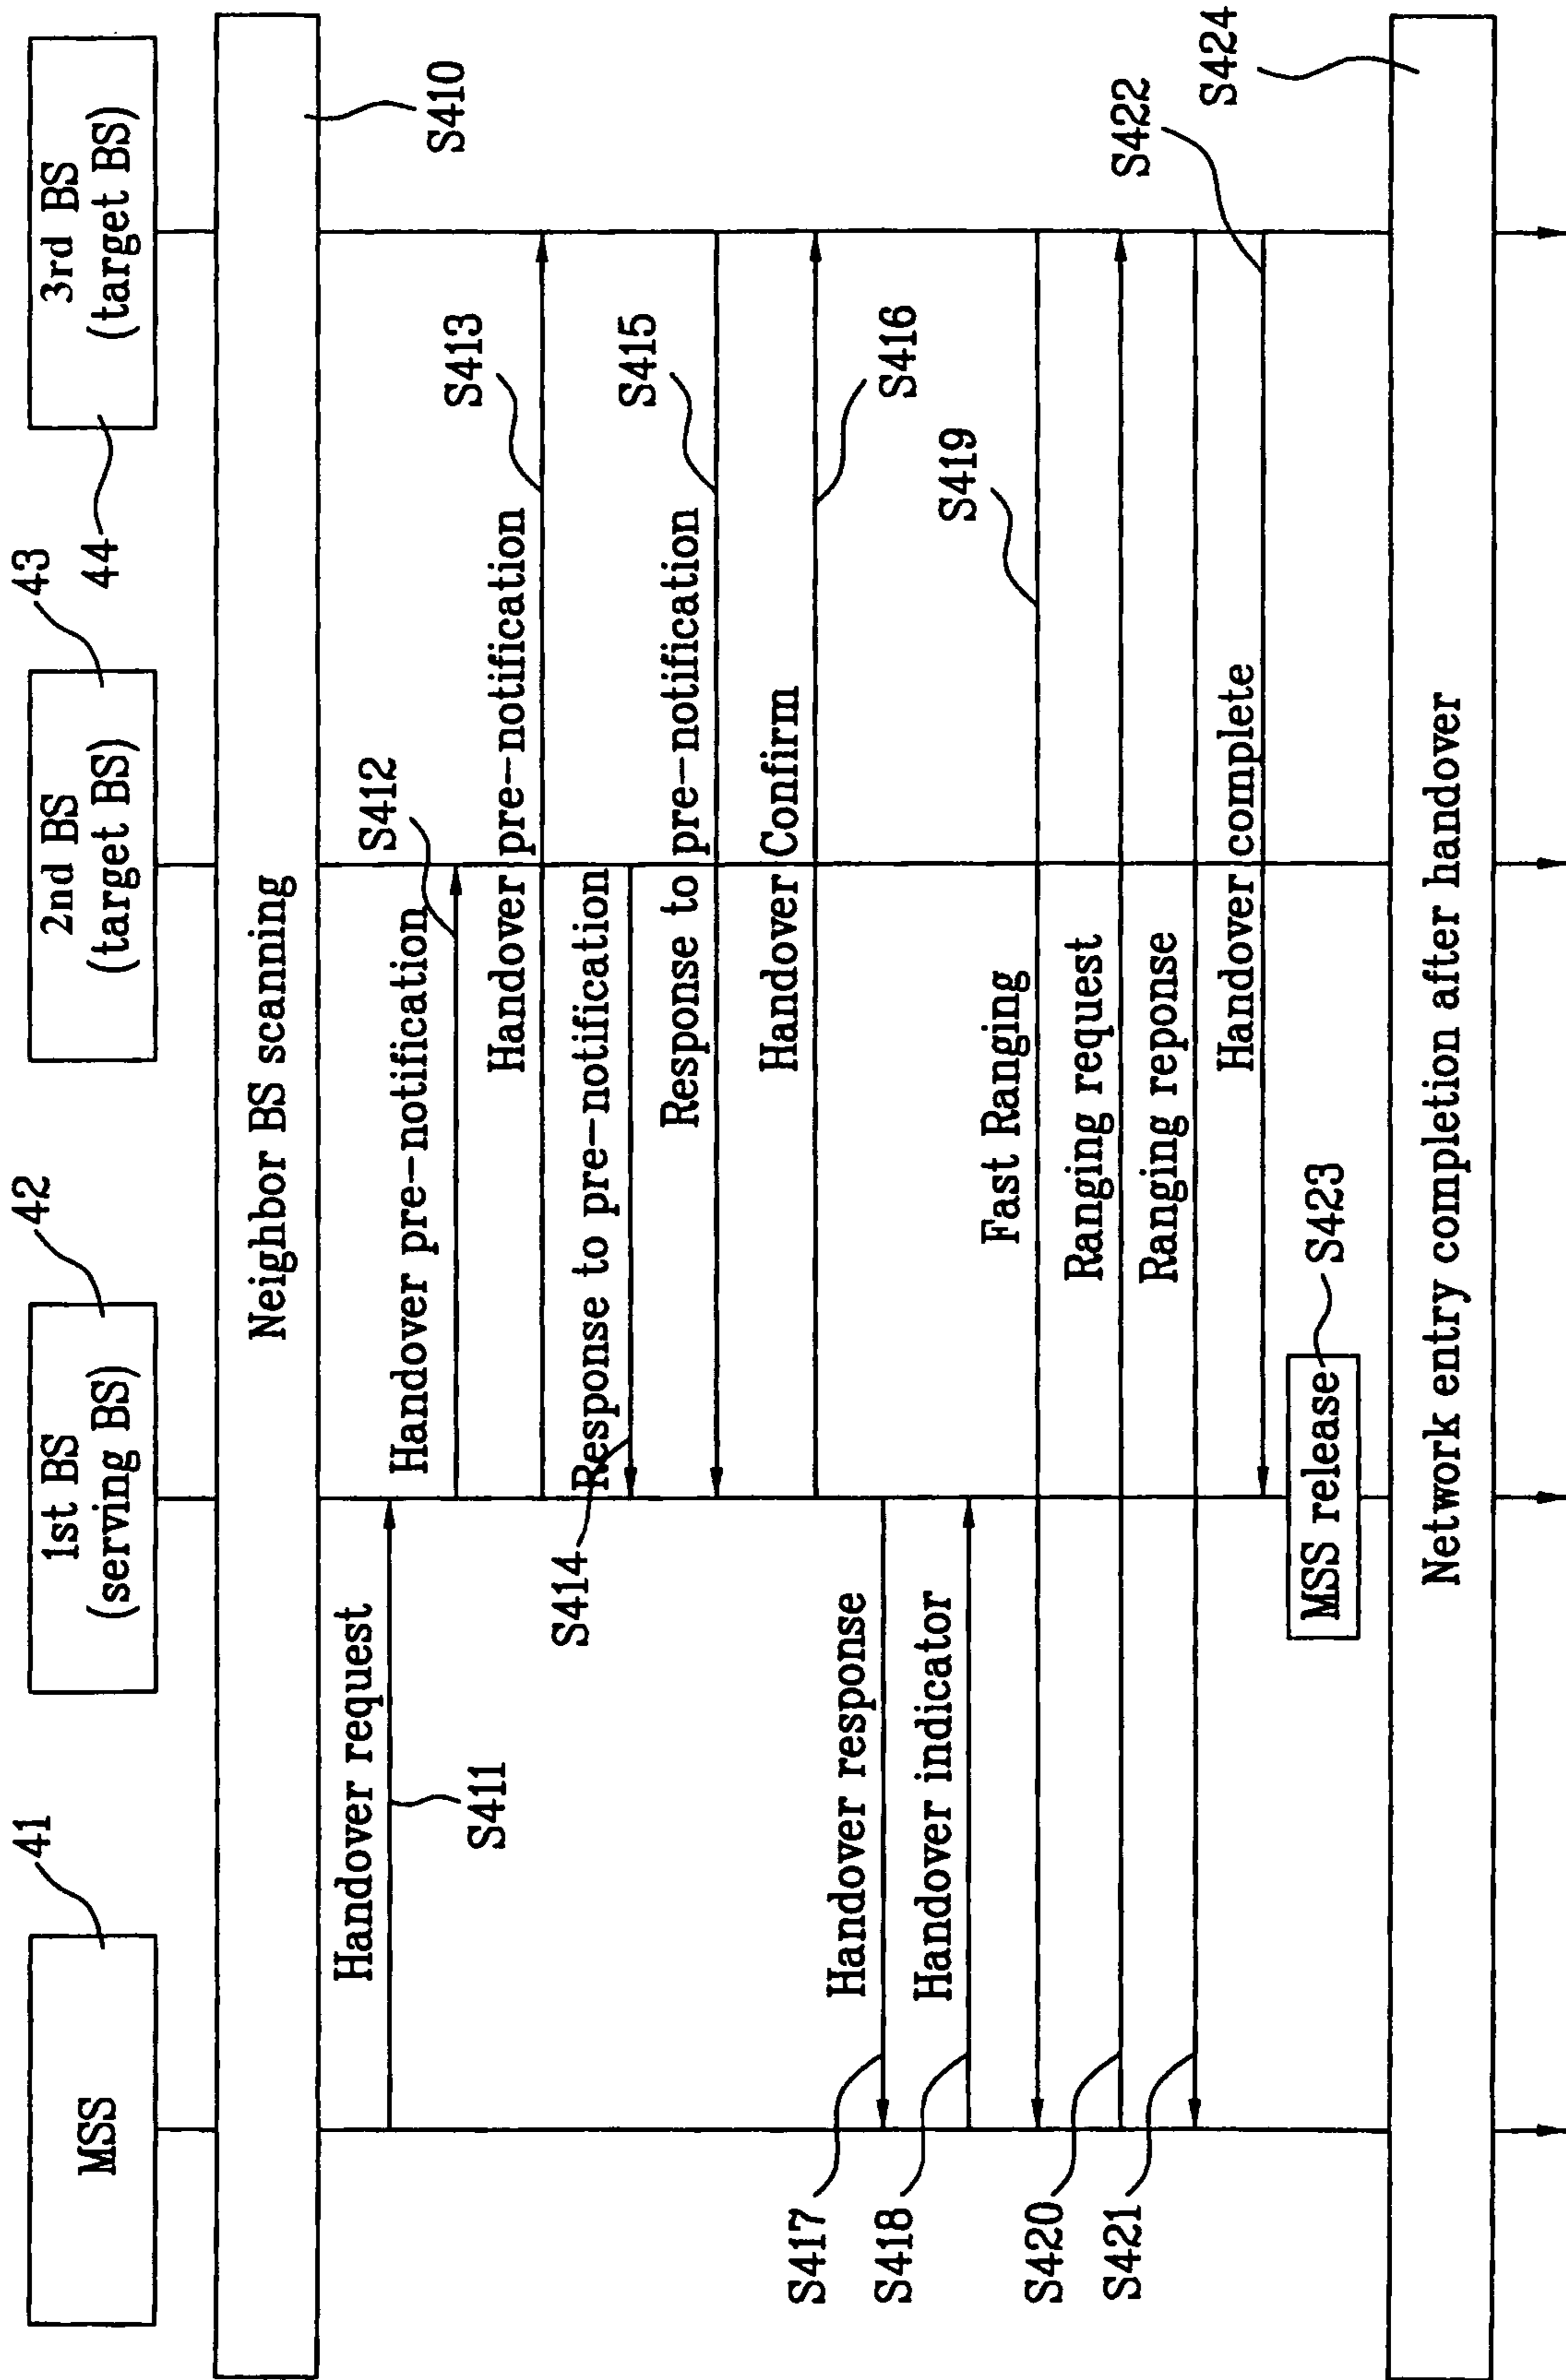 MSS
41
1st BS
(serving BS)
42
2nd BS
(target BS)
43
3rd BS
(target BS)
44
Neighbor BS scanning
S410
Handover request
S411
Handover pre-notification
S412
Handover pre-notification
S413
Response to pre-notification
S414
Response to pre-notification
S415
Handover Confirm
S416
Handover response
S417
Handover indicator
S418
Fast Ranging
S419
Ranging request
S420
Ranging reponse
S421
Handover complete
S422
MSS release
S423
Network entry completion after handover
S424